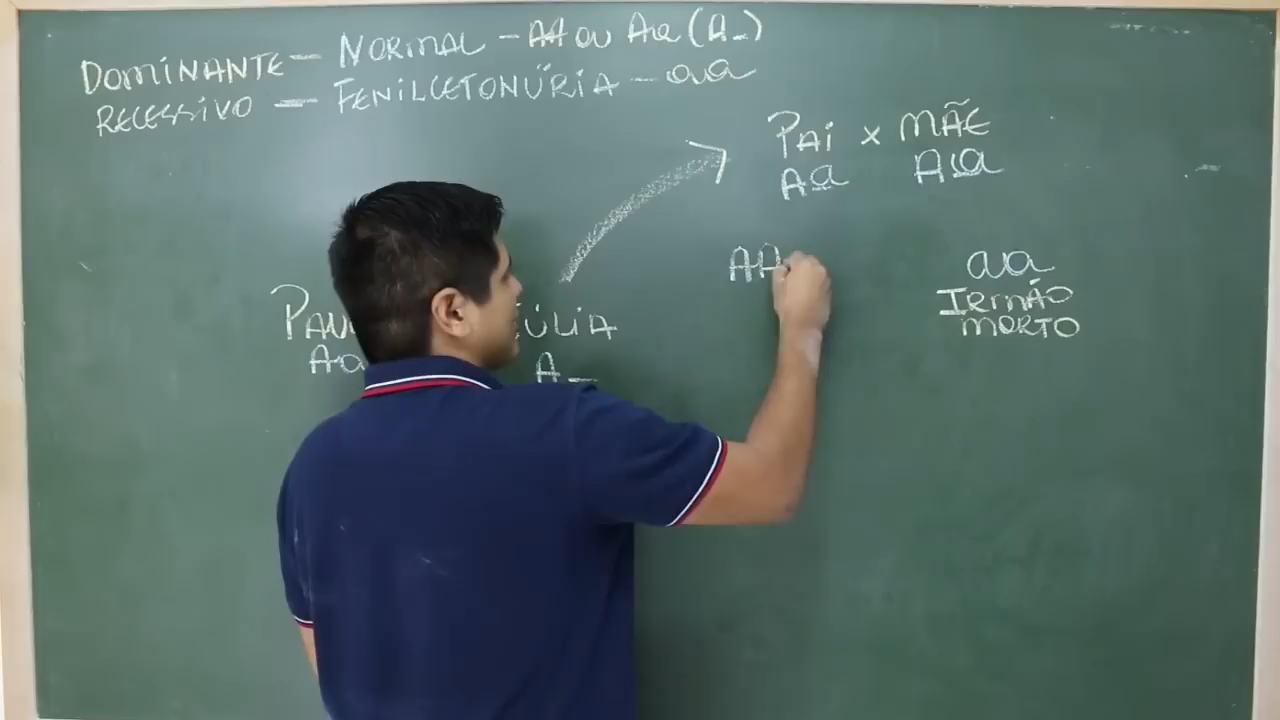 DOMINANTE – NORMAL – AA OU Aa (A_)
RECESSIVO – FENILCETONÚRIA – aa
PAI x MÃE
Aa Aa
AA
aa
IRMÃO
MORTO
Aa A_